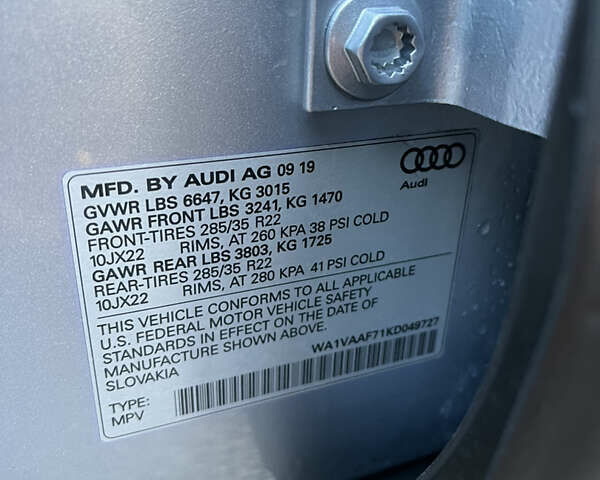 MFD. BY AUDI AG 09 19
GVWR LBS 6647, KG 3015
GAWR FRONT LBS 3241, KG 1470
FRONT-TIRES 285/35 R22
10JX22 RIMS, AT 260 KPA 38 PSI COLD
GAWR REAR LBS 3803, KG 1725
REAR-TIRES 285/35 R22
10JX22 RIMS, AT 280 KPA 41 PSI COLD
THIS VEHICLE CONFORMS TO ALL APPLICABLE
U.S. FEDERAL MOTOR VEHICLE SAFETY
STANDARDS IN EFFECT ON THE DATE OF
MANUFACTURE SHOWN ABOVE.
SLOVAKIA
WA1VAAF71KD049727
TYPE:
MPV
Audi